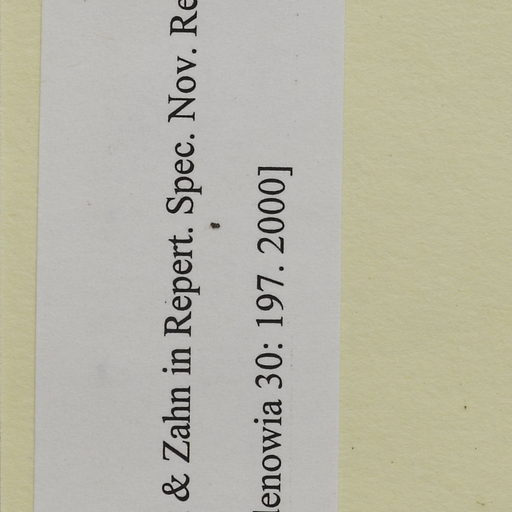 & Zahn in Repert. Spec. Nov. Re
lenowia 30: 197. 2000]